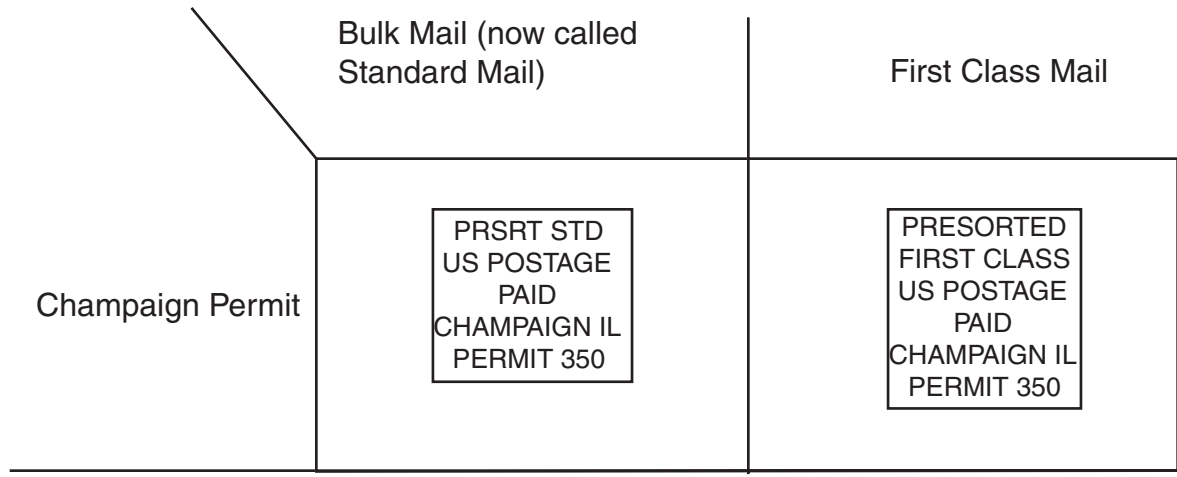 Bulk Mail (now called
Standard Mail)
First Class Mail
Champaign Permit
PRSRT STD
US POSTAGE
PAID
CHAMPAIGN IL
PERMIT 350
PRESORTED
FIRST CLASS
US POSTAGE
PAID
CHAMPAIGN IL
PERMIT 350